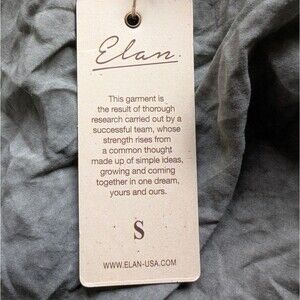 Elan
This garment is
the result of thorough
research carried out by a
successful team, whose
strength rises from
a common thought
made up of simple ideas,
growing and coming
together in one dream,
yours and ours.
S
WWW.ELAN-USA.COM